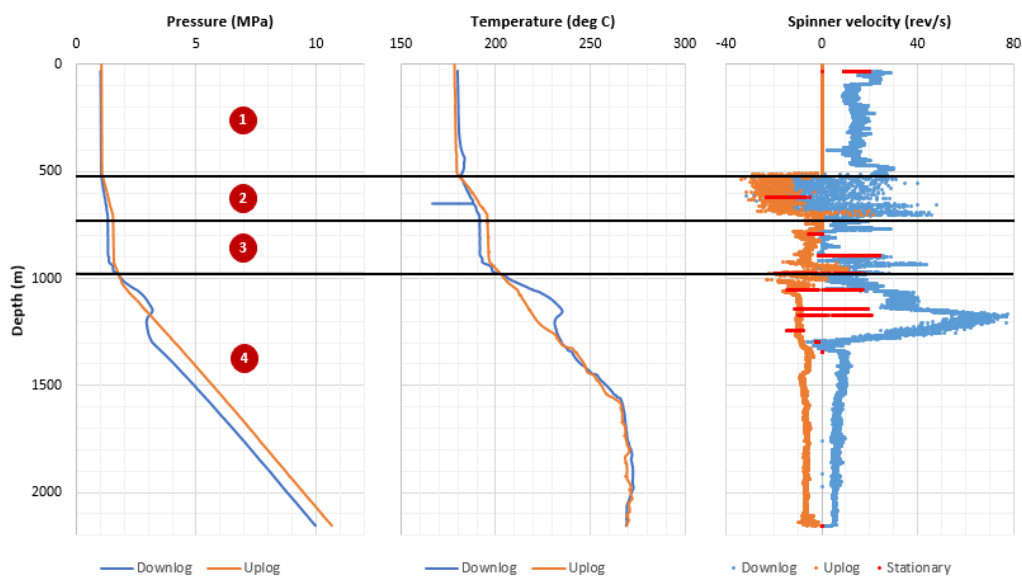 Pressure (MPa) Temperature (deg C) Spinner velocity (rev/s)
0 5 10 150 200 250 300 -40 0 40 80
0
1
500
2
3
1000
Depth (m)
4
1500
2000
Downlog Uplog Downlog Uplog Downlog Uplog Stationary